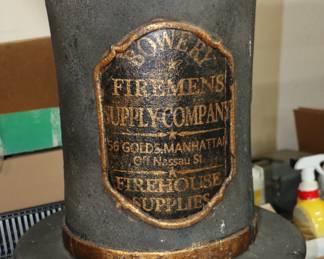 BOWERY
FIREMENS
SUPPLY COMPANY
56 GOLD S, MANHATTAN
Off Nassau St
FIREHOUSE
SUPPLIES